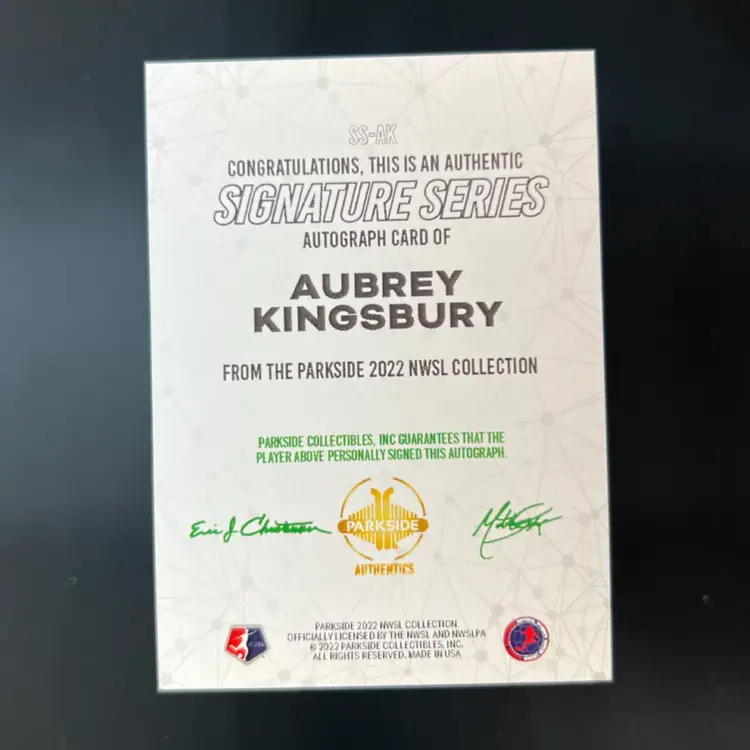 SS-AK
CONGRATULATIONS, THIS IS AN AUTHENTIC
SIGNATURE SERIES
AUTOGRAPH CARD OF
AUBREY
KINGSBURY
FROM THE PARKSIDE 2022 NWSL COLLECTION
PARKSIDE COLLECTIBLES, INC GUARANTEES THAT THE
PLAYER ABOVE PERSONALLY SIGNED THIS AUTOGRAPH.
Eric J.
PARKSIDE
AUTHENTICS
PARKSIDE 2022 NWSL COLLECTION
OFFICIALLY LICENSED BY THE NWSL AND NWSLPA
© 2022 PARKSIDE COLLECTIBLES, INC.
ALL RIGHTS RESERVED. MADE IN USA